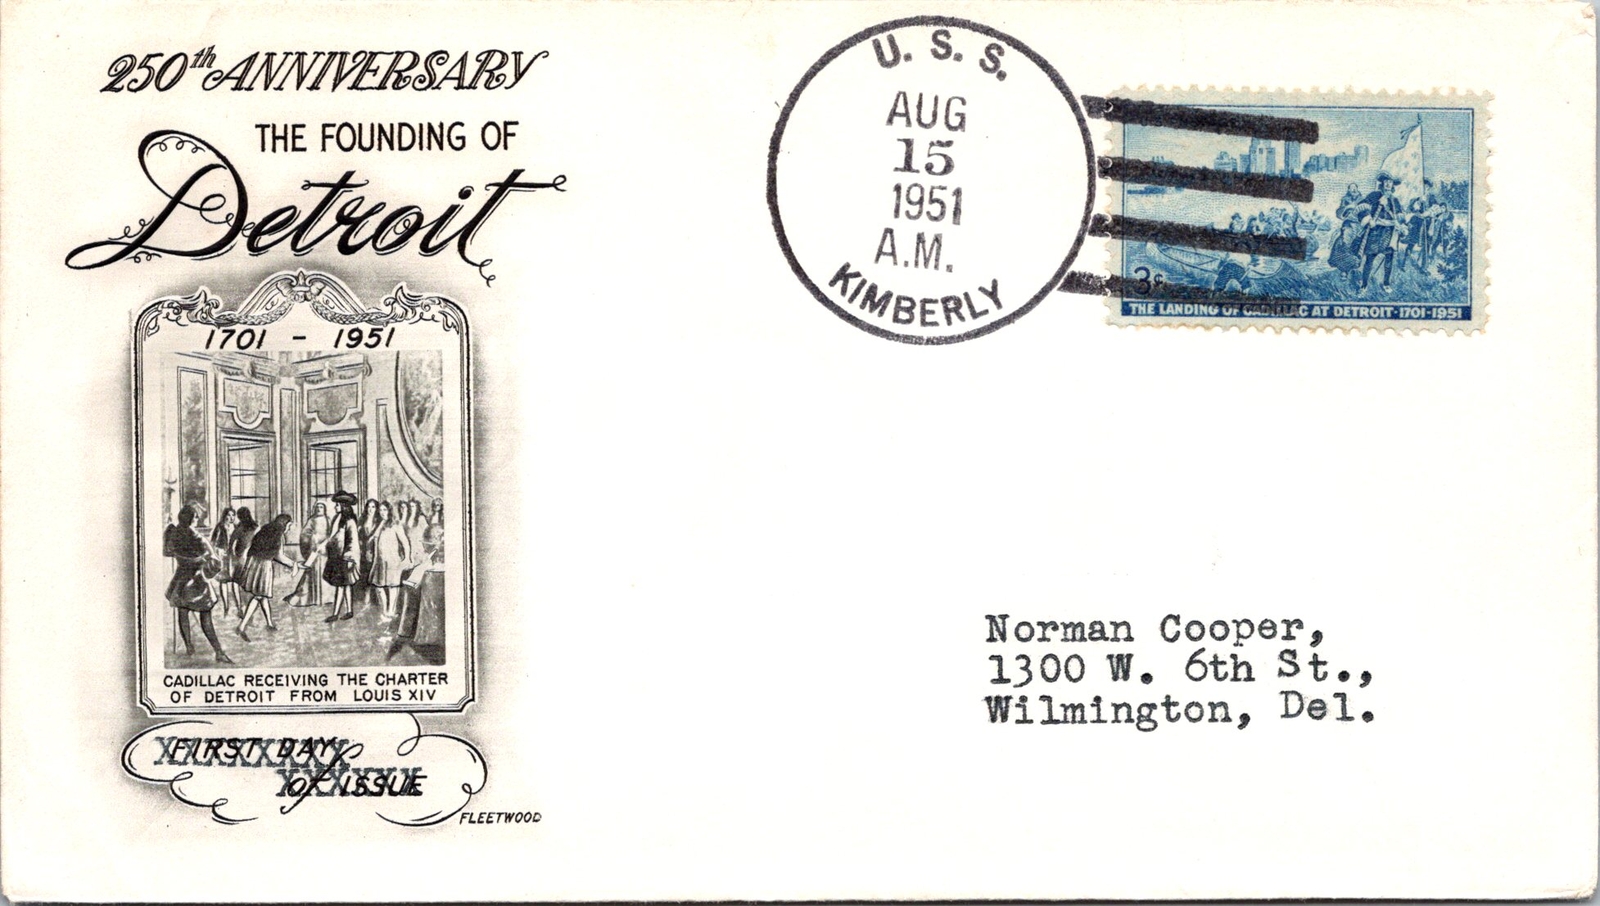 250th ANNIVERSARY
THE FOUNDING OF
Detroit
1701 - 1951
CADILLAC RECEIVING THE CHARTER
OF DETROIT FROM LOUIS XIV
FIRST DAY
of ISSUE
FLEETWOOD
U. S. S.
AUG
15
1951
A.M.
KIMBERLY
3¢
THE LANDING OF CADILLAC AT DETROIT·1701-1951
Norman Cooper,
1300 W. 6th St.,
Wilmington, Del.